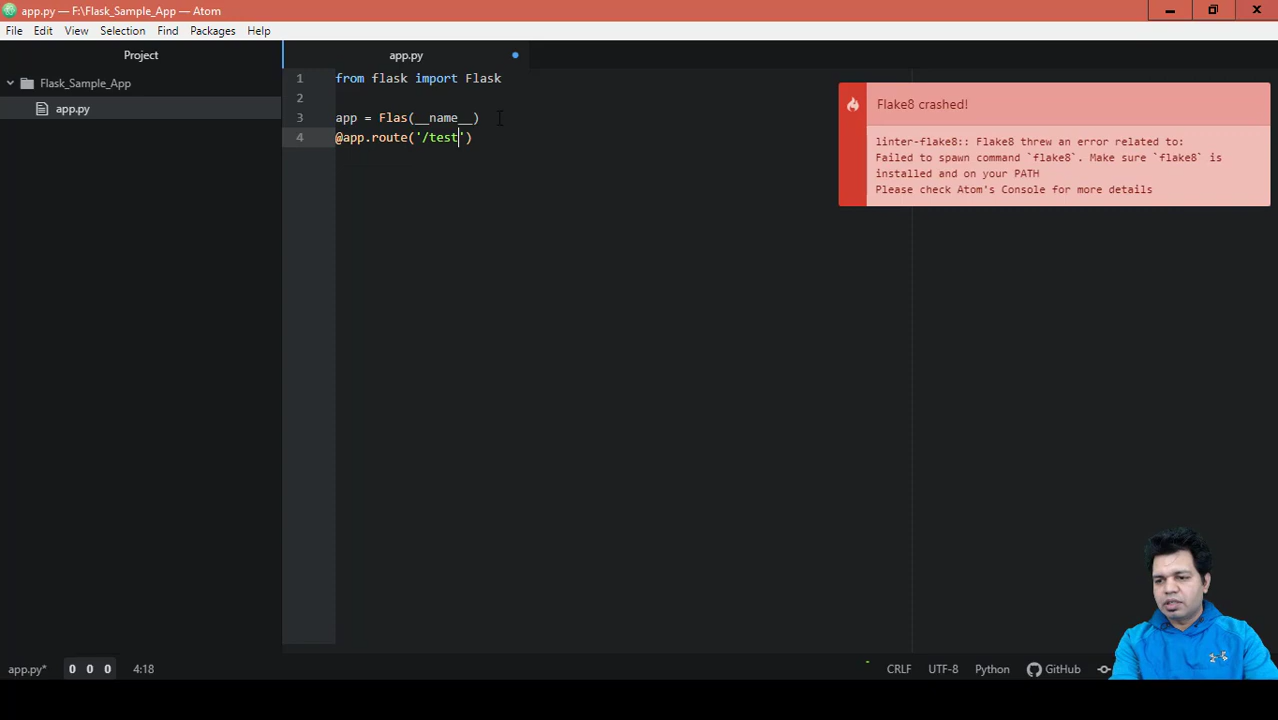 app.py — F:\Flask_Sample_App — Atom
File Edit View Selection Find Packages Help
Project
app.py
Flask_Sample_App
app.py
1 from flask import Flask
2
3 app = Flas(__name__)
4 @app.route('/test')
Flake8 crashed!
linter-flake8:: Flake8 threw an error related to:
Failed to spawn command `flake8`. Make sure `flake8` is
installed and on your PATH
Please check Atom's Console for more details
app.py* 0 0 0 4:18 CRLF UTF-8 Python GitHub